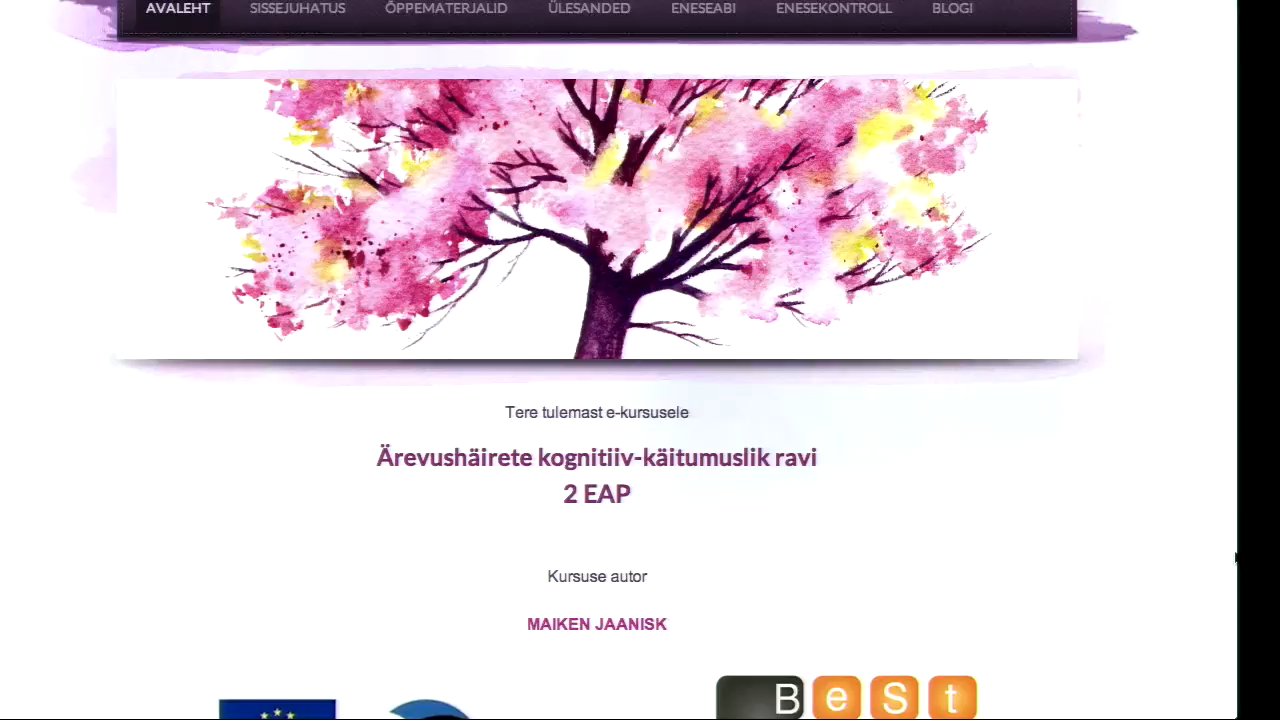 AVALEHT SISSEJUHATUS ÕPPEMATERJALID ÜLESANDED ENESEABI ENESEKONTROLL BLOGI
Tere tulemast e-kursusele
Ärevushäirete kognitiiv-käitumuslik ravi
2 EAP
Kursuse autor
MAIKEN JAANISK
BeSt